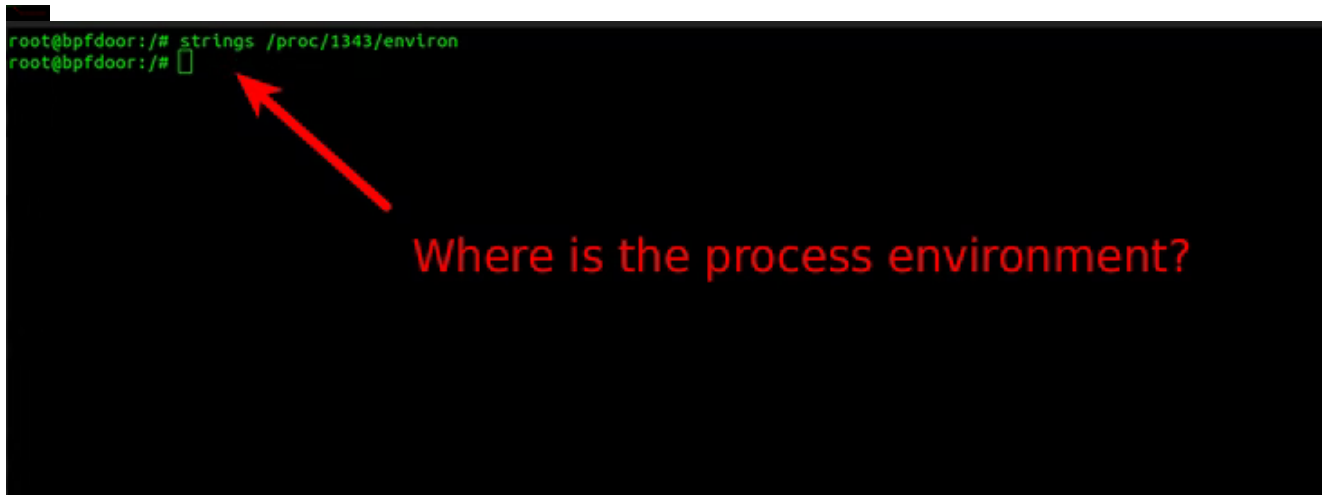 root@bpfdoor:/# strings /proc/1343/environ
root@bpfdoor:/#
Where is the process environment?